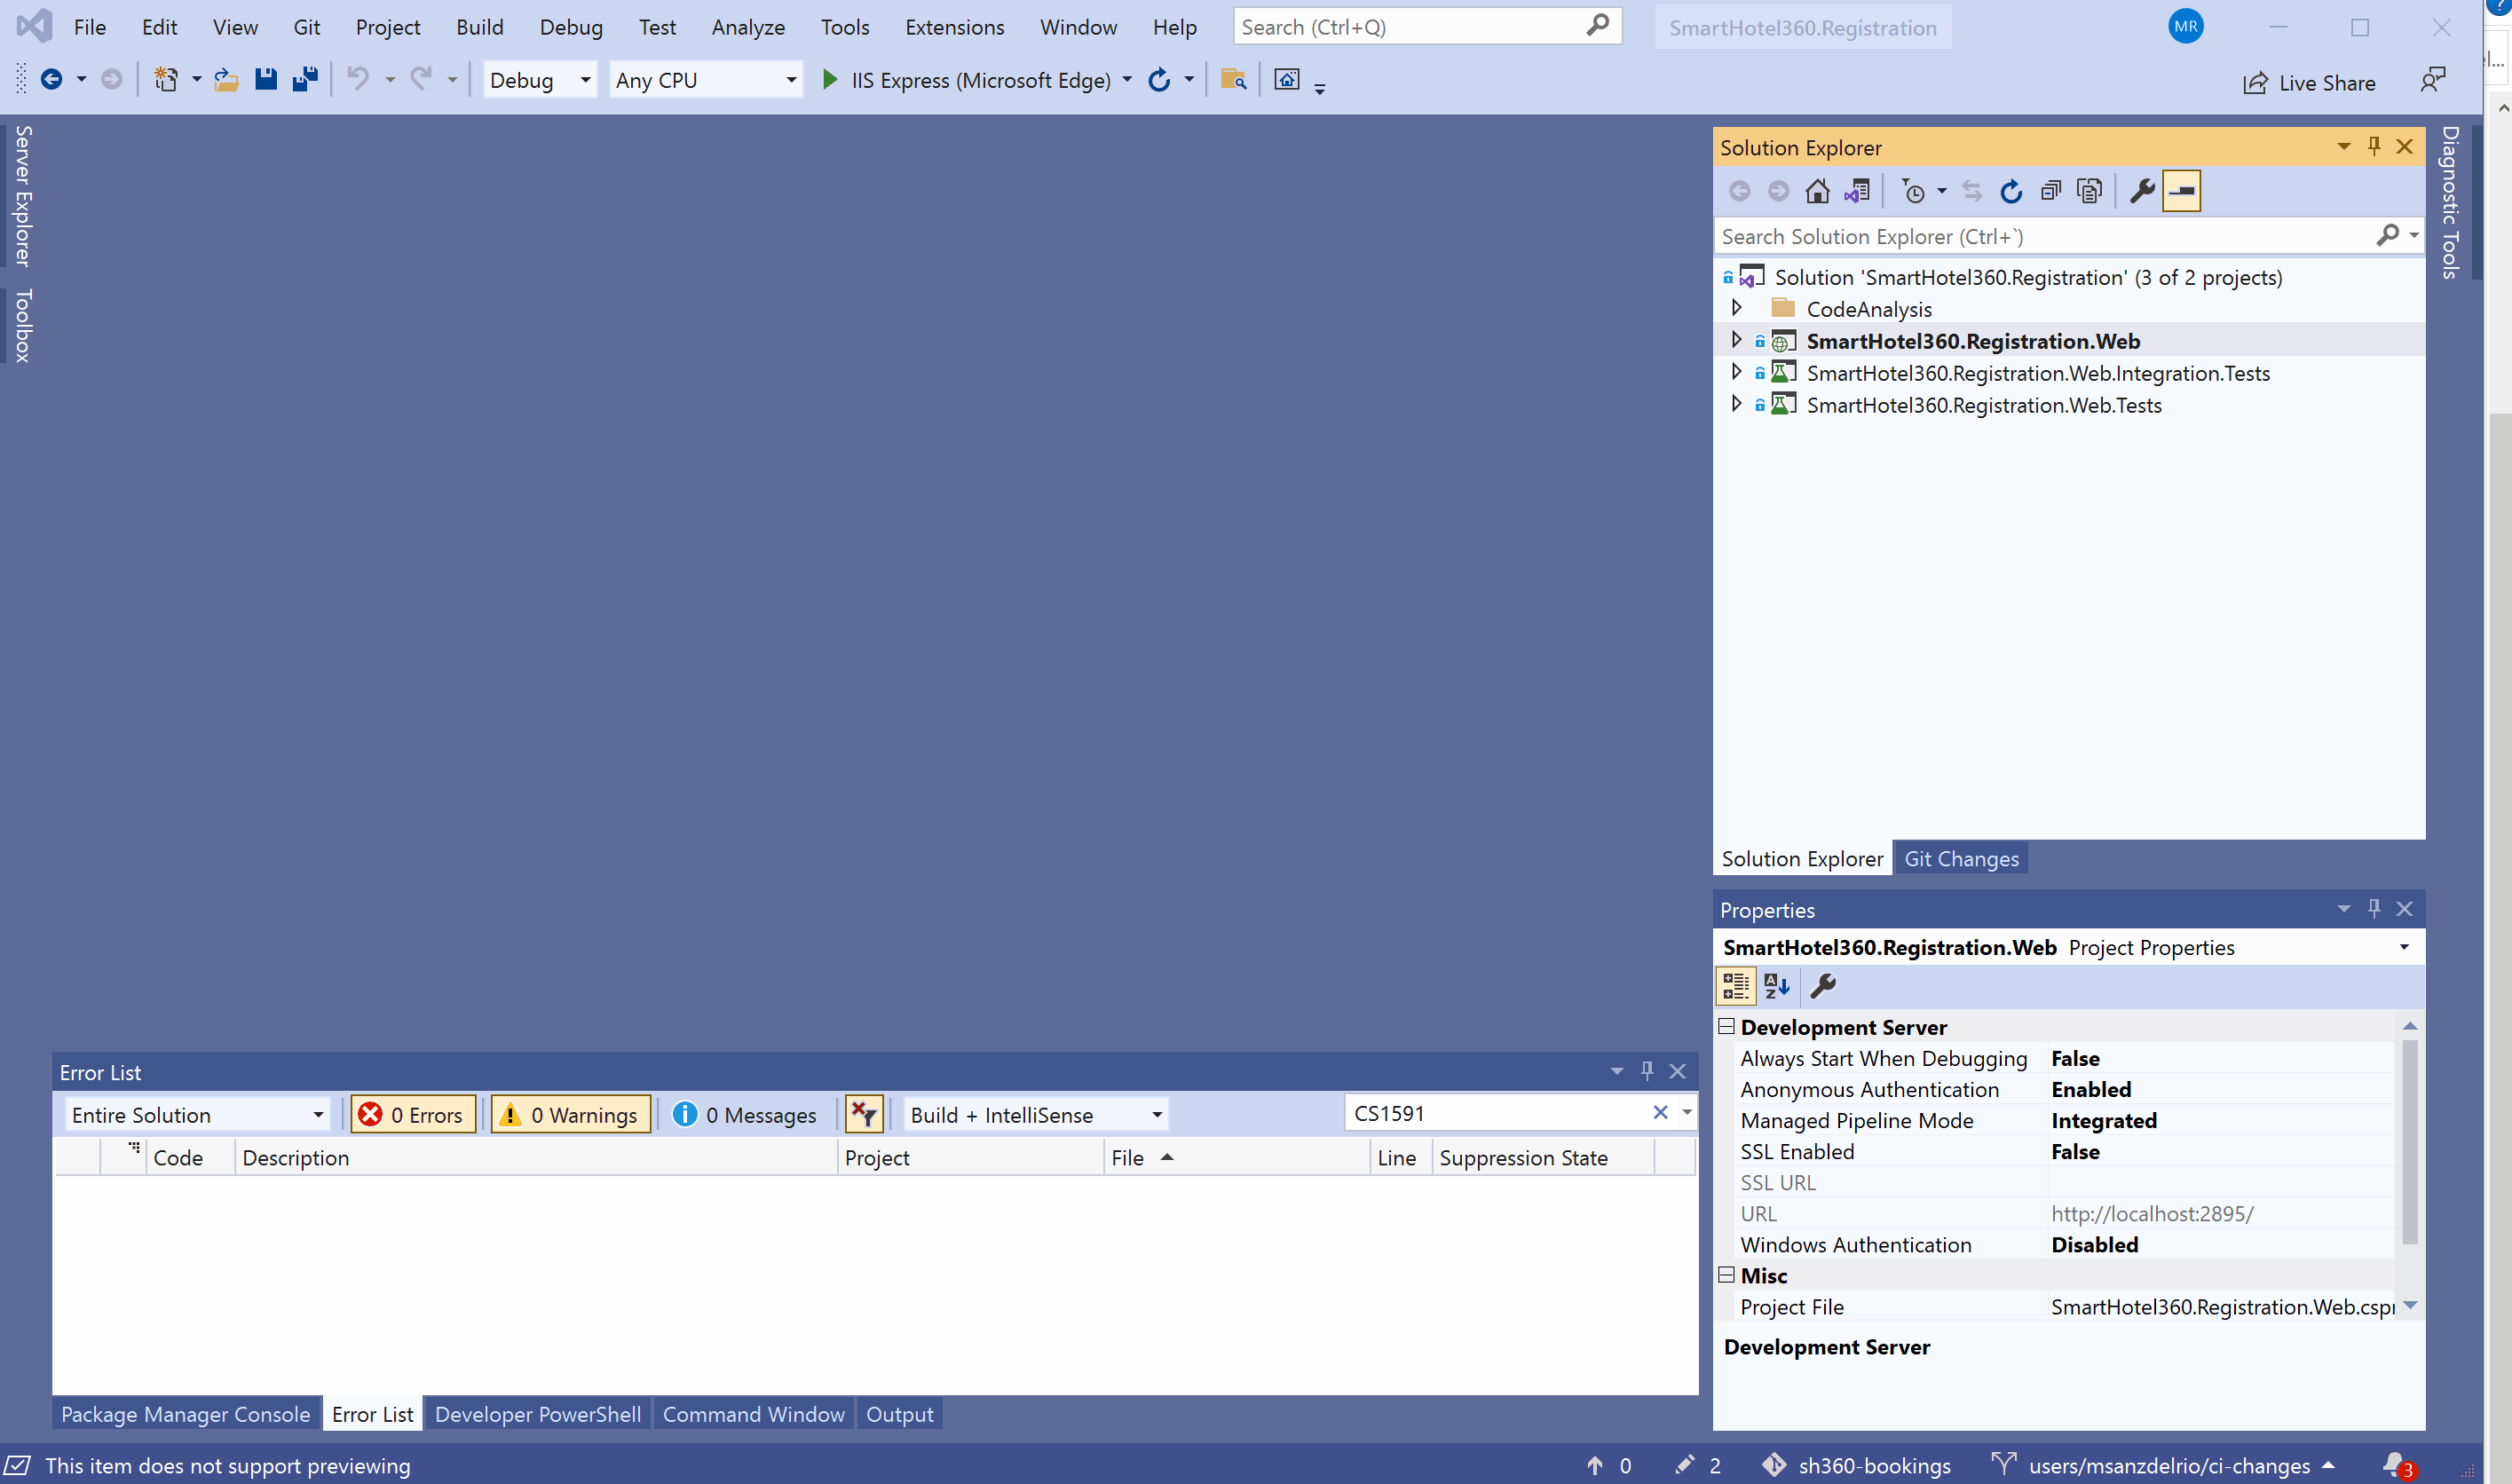 File Edit View Git Project Build Debug Test Analyze Tools Extensions Window Help Search (Ctrl+Q) SmartHotel360.Registration MR
Debug Any CPU IIS Express (Microsoft Edge) Live Share
Server Explorer
Toolbox
Solution Explorer
Search Solution Explorer (Ctrl+`)
Solution 'SmartHotel360.Registration' (3 of 2 projects)
CodeAnalysis
SmartHotel360.Registration.Web
SmartHotel360.Registration.Web.Integration.Tests
SmartHotel360.Registration.Web.Tests
Diagnostic Tools
Solution Explorer Git Changes
Properties
SmartHotel360.Registration.Web Project Properties
Development Server
Always Start When Debugging False
Anonymous Authentication Enabled
Managed Pipeline Mode Integrated
SSL Enabled False
SSL URL
URL http://localhost:2895/
Windows Authentication Disabled
Misc
Project File SmartHotel360.Registration.Web.cspr
Development Server
Error List
Entire Solution 0 Errors 0 Warnings 0 Messages Build + IntelliSense CS1591
Code Description Project File Line Suppression State
Package Manager Console Error List Developer PowerShell Command Window Output
This item does not support previewing 0 2 sh360-bookings users/msanzdelrio/ci-changes 3